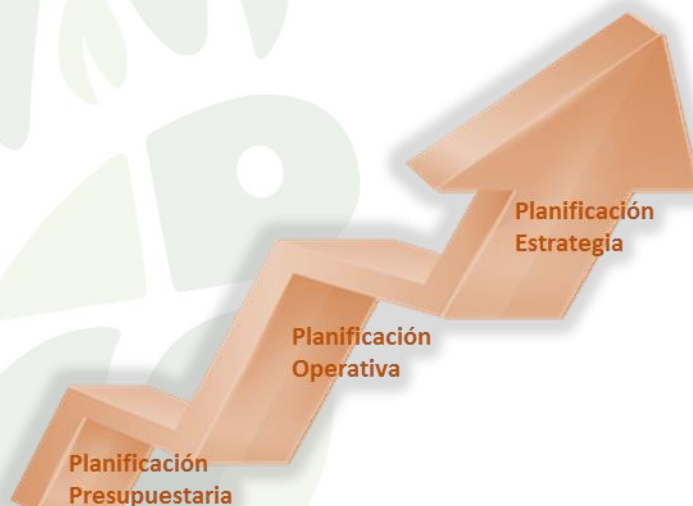 Planificación
Estrategia
Planificación
Operativa
Planificación
Presupuestaria